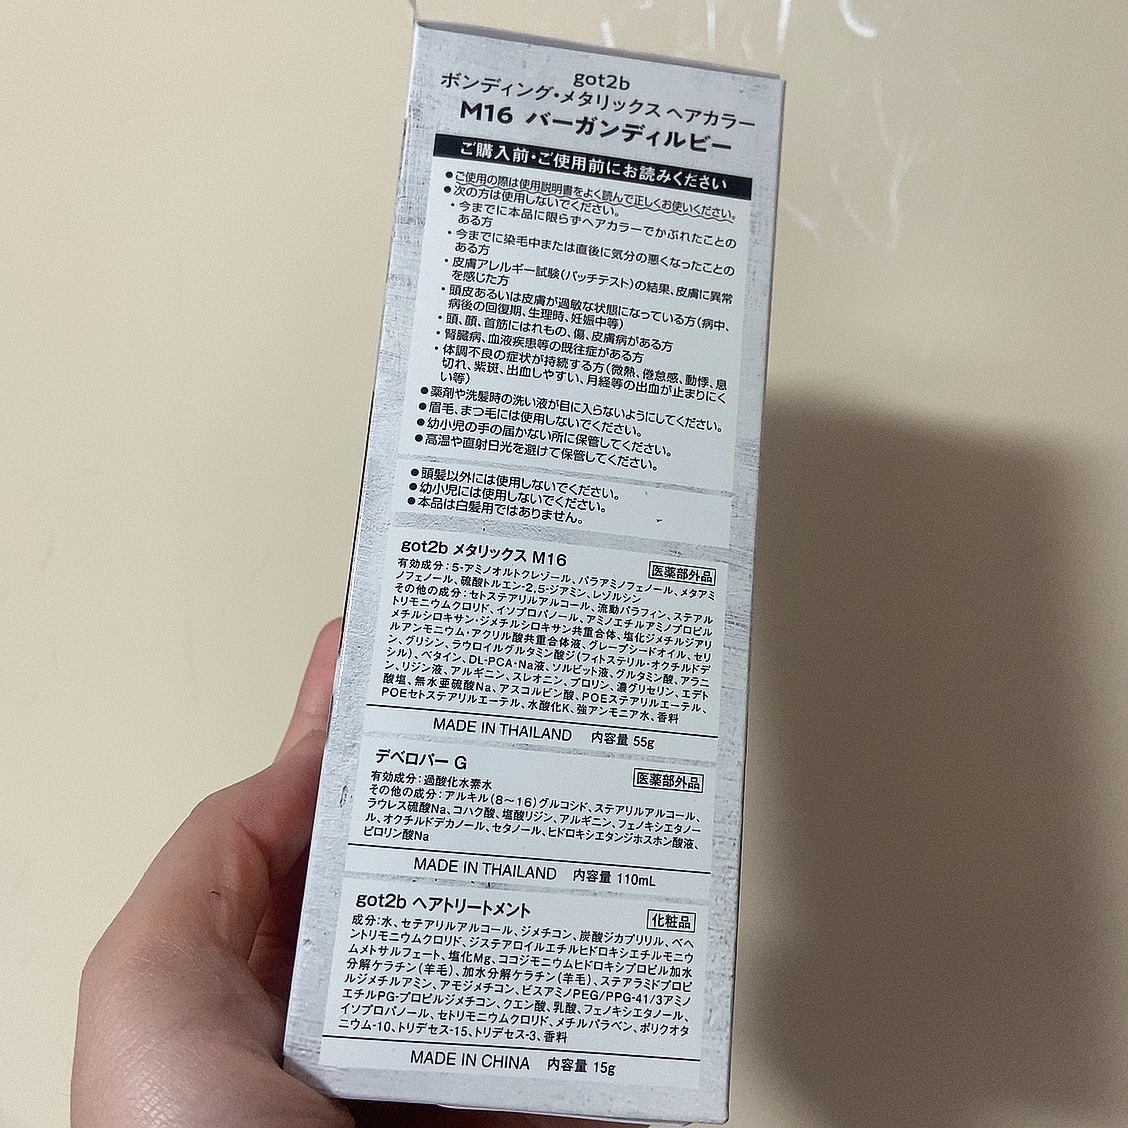 got2b
ボンディング・メタリックス ヘアカラー
M16 バーガンディルビー
ご購入前・ご使用前にお読みください
●ご使用の際は使用説明書をよく読んで正しくお使いください。
●次の方は使用しないでください。
・今までに本品に限らずヘアカラーでかぶれたことの
ある方
・今までに染毛中または直後に気分の悪くなったことの
ある方
・皮膚アレルギー試験(パッチテスト)の結果、皮膚に異常
を感じた方
・頭皮あるいは皮膚が過敏な状態になっている方(病中、
病後の回復期、生理時、妊娠中等)
・頭、顔、首筋にはれもの、傷、皮膚病がある方
・腎臓病、血液疾患等の既往症がある方
・体調不良の症状が持続する方(微熱、倦怠感、動悸、息
切れ、紫斑、出血しやすい、月経等の出血が止まりにく
い等)
●薬剤や洗髪時の洗い液が目に入らないようにしてください。
●眉毛、まつ毛には使用しないでください。
●幼小児の手の届かない所に保管してください。
●高温や直射日光を避けて保管してください。
●頭髪以外には使用しないでください。
●幼小児には使用しないでください。
●本品は白髪用ではありません。
got2b メタリックス M16 医薬部外品
有効成分:5-アミノオルトクレゾール、パラアミノフェノール、メタアミ
ノフェノール、硫酸トルエン-2,5-ジアミン、レゾルシン
その他の成分:セトステアリルアルコール、流動パラフィン、ステアル
トリモニウムクロリド、イソプロパノール、アミノエチルアミノプロピル
メチルシロキサン・ジメチルシロキサン共重合体、塩化ジメチルジアリ
ルアンモニウム・アクリル酸共重合体液、グレープシードオイル、セリ
ン、グリシン、ラウロイルグルタミン酸ジ(フィトステリル・オクチルドデ
シル)、ベタイン、DL-PCA・Na液、ソルビット液、グルタミン酸、アラニ
ン、リジン液、アルギニン、スレオニン、プロリン、濃グリセリン、エデト
酸塩、無水亜硫酸Na、アスコルビン酸、POEステアリルエーテル、
POEセトステアリルエーテル、水酸化K、強アンモニア水、香料
MADE IN THAILAND 内容量 55g
デベロパー G 医薬部外品
有効成分:過酸化水素水
その他の成分:アルキル(8〜16)グルコシド、ステアリルアルコール、
ラウレス硫酸Na、コハク酸、塩酸リジン、アルギニン、フェノキシエタノー
ル、オクチルドデカノール、セタノール、ヒドロキシエタンジホスホン酸液、
ピロリン酸Na
MADE IN THAILAND 内容量 110mL
got2b ヘアトリートメント 化粧品
成分:水、セテアリルアルコール、ジメチコン、炭酸ジカプリリル、ベヘ
ントリモニウムクロリド、ジステアロイルエチルヒドロキシエチルモニウ
ムメトサルフェート、塩化Mg、ココジモニウムヒドロキシプロピル加水
分解ケラチン(羊毛)、加水分解ケラチン(羊毛)、ステアラミドプロピ
ルジメチルアミン、アモジメチコン、ビスアミノPEG/PPG-41/3アミノ
エチルPG-プロピルジメチコン、クエン酸、乳酸、フェノキシエタノール、
イソプロパノール、セトリモニウムクロリド、メチルパラベン、ポリクオタ
ニウム-10、トリデセス-15、トリデセス-3、香料
MADE IN CHINA 内容量 15g